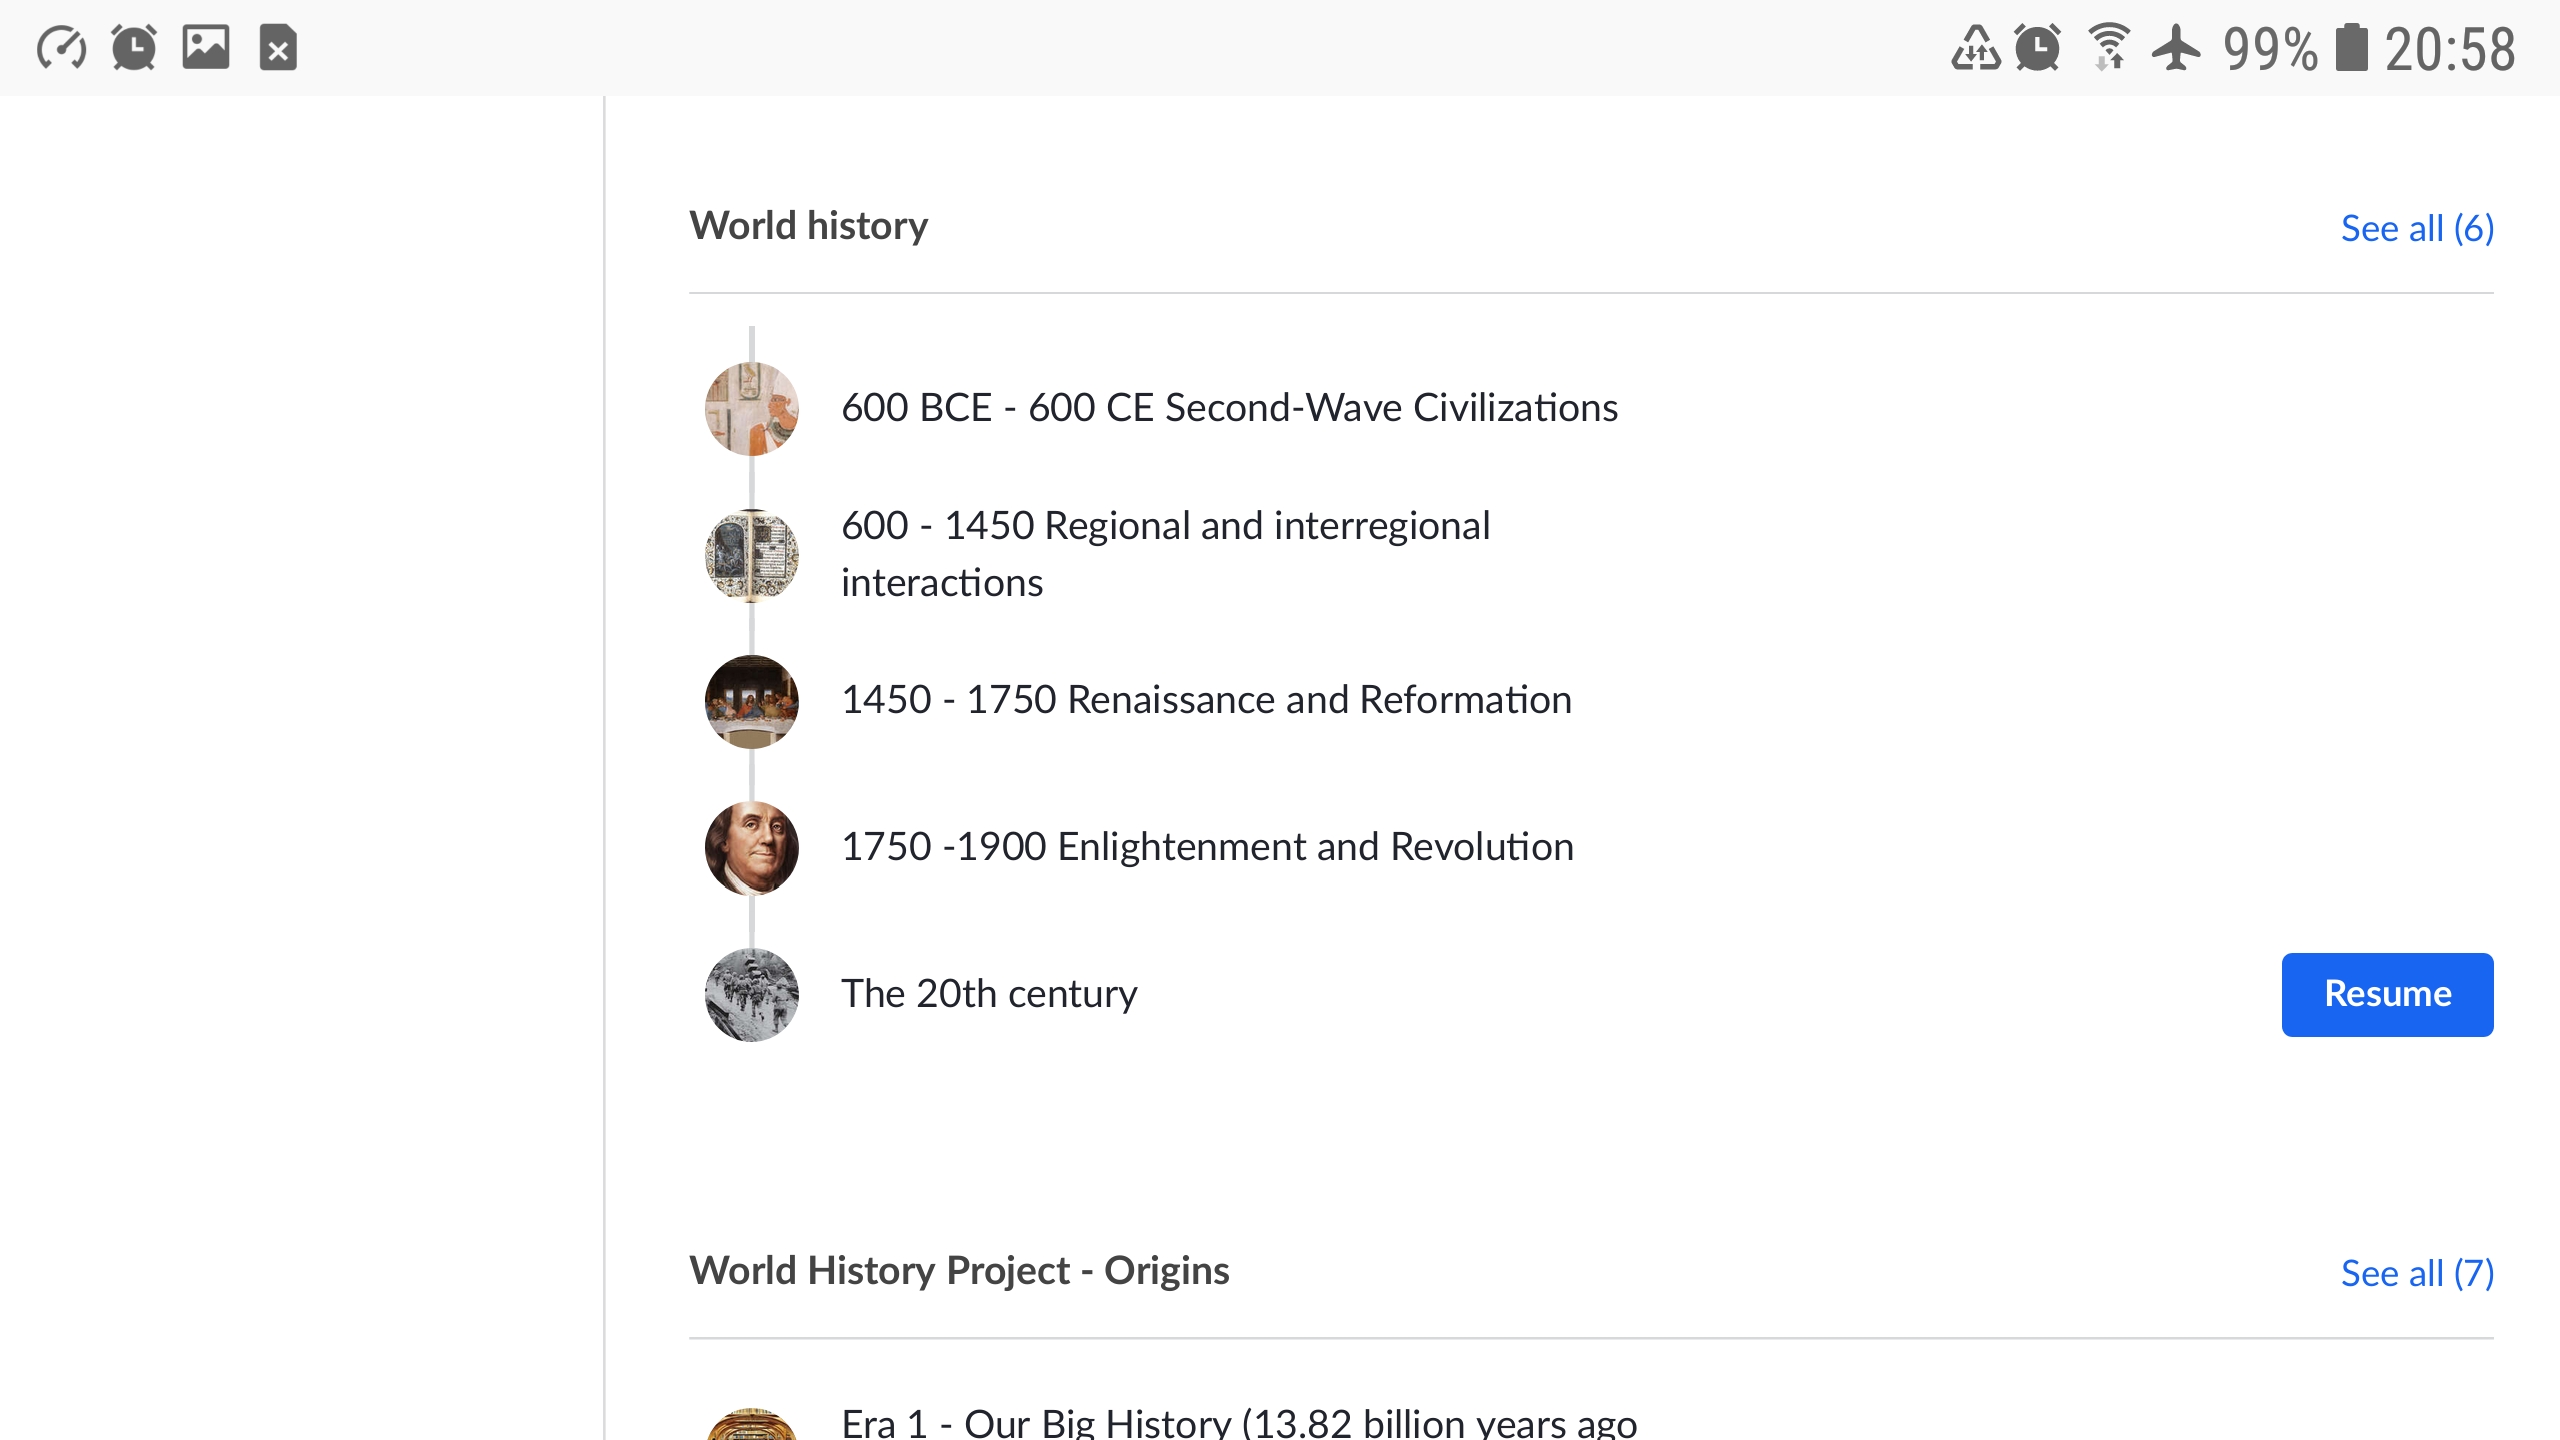 99% 20:58
World history
See all (6)
600 BCE - 600 CE Second-Wave Civilizations
600 - 1450 Regional and interregional
interactions
1450 - 1750 Renaissance and Reformation
1750 -1900 Enlightenment and Revolution
The 20th century
Resume
World History Project - Origins
See all (7)
Era 1 - Our Big History (13.82 billion years ago